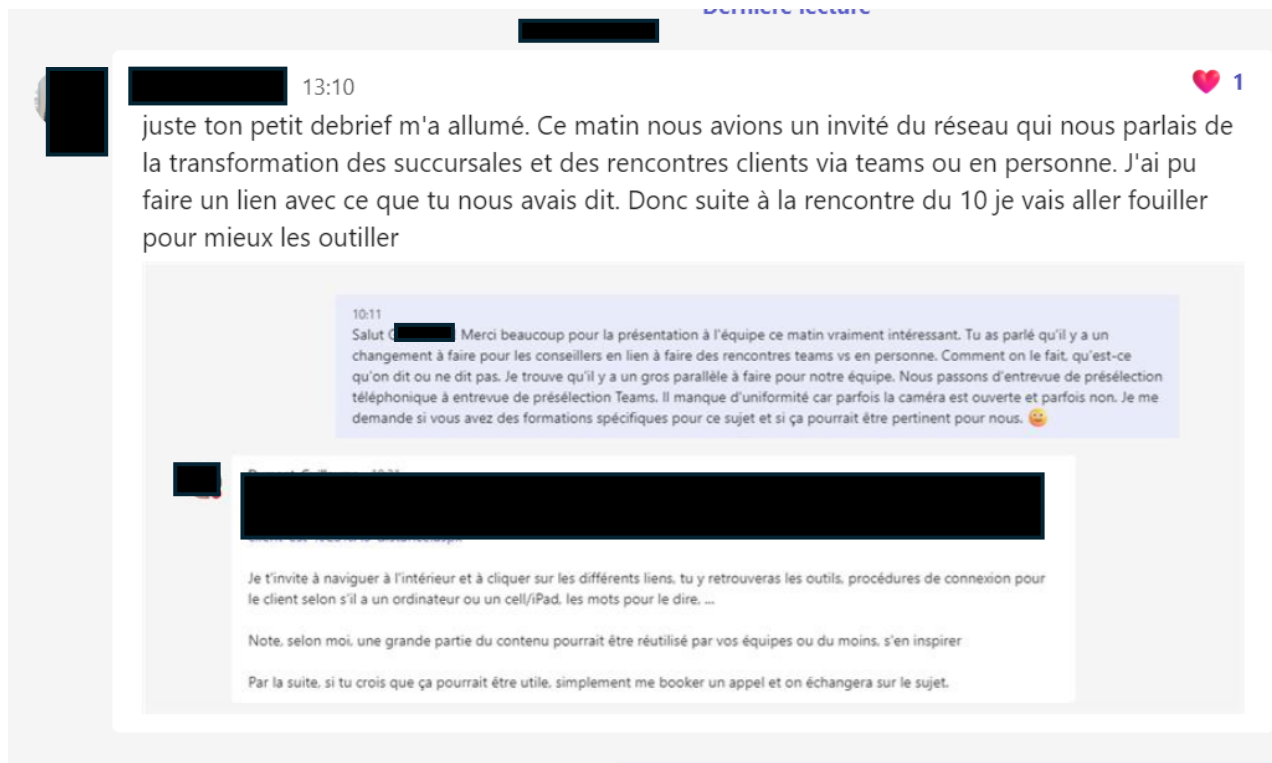 Dernière lecture
13:10
1
juste ton petit debrief m'a allumé. Ce matin nous avions un invité du réseau qui nous parlais de
la transformation des succursales et des rencontres clients via teams ou en personne. J'ai pu
faire un lien avec ce que tu nous avais dit. Donc suite à la rencontre du 10 je vais aller fouiller
pour mieux les outiller
10:11
Salut Merci beaucoup pour la présentation à l'équipe ce matin vraiment intéressant. Tu as parlé qu'il y a un
changement à faire pour les conseillers en lien à faire des rencontres teams vs en personne. Comment on le fait, qu'est-ce
qu'on dit ou ne dit pas. Je trouve qu'il y a un gros parallèle à faire pour notre équipe. Nous passons d'entrevue de présélection
téléphonique à entrevue de présélection Teams. Il manque d'uniformité car parfois la caméra est ouverte et parfois non. Je me
demande si vous avez des formations spécifiques pour ce sujet et si ça pourrait être pertinent pour nous.
Je t'invite à naviguer à l'intérieur et à cliquer sur les différents liens, tu y retrouveras les outils, procédures de connexion pour
le client selon s'il a un ordinateur ou un cell/iPad, les mots pour le dire, ...
Note, selon moi, une grande partie du contenu pourrait être réutilisé par vos équipes ou du moins, s'en inspirer
Par la suite, si tu crois que ça pourrait être utile, simplement me booker un appel et on échangera sur le sujet.